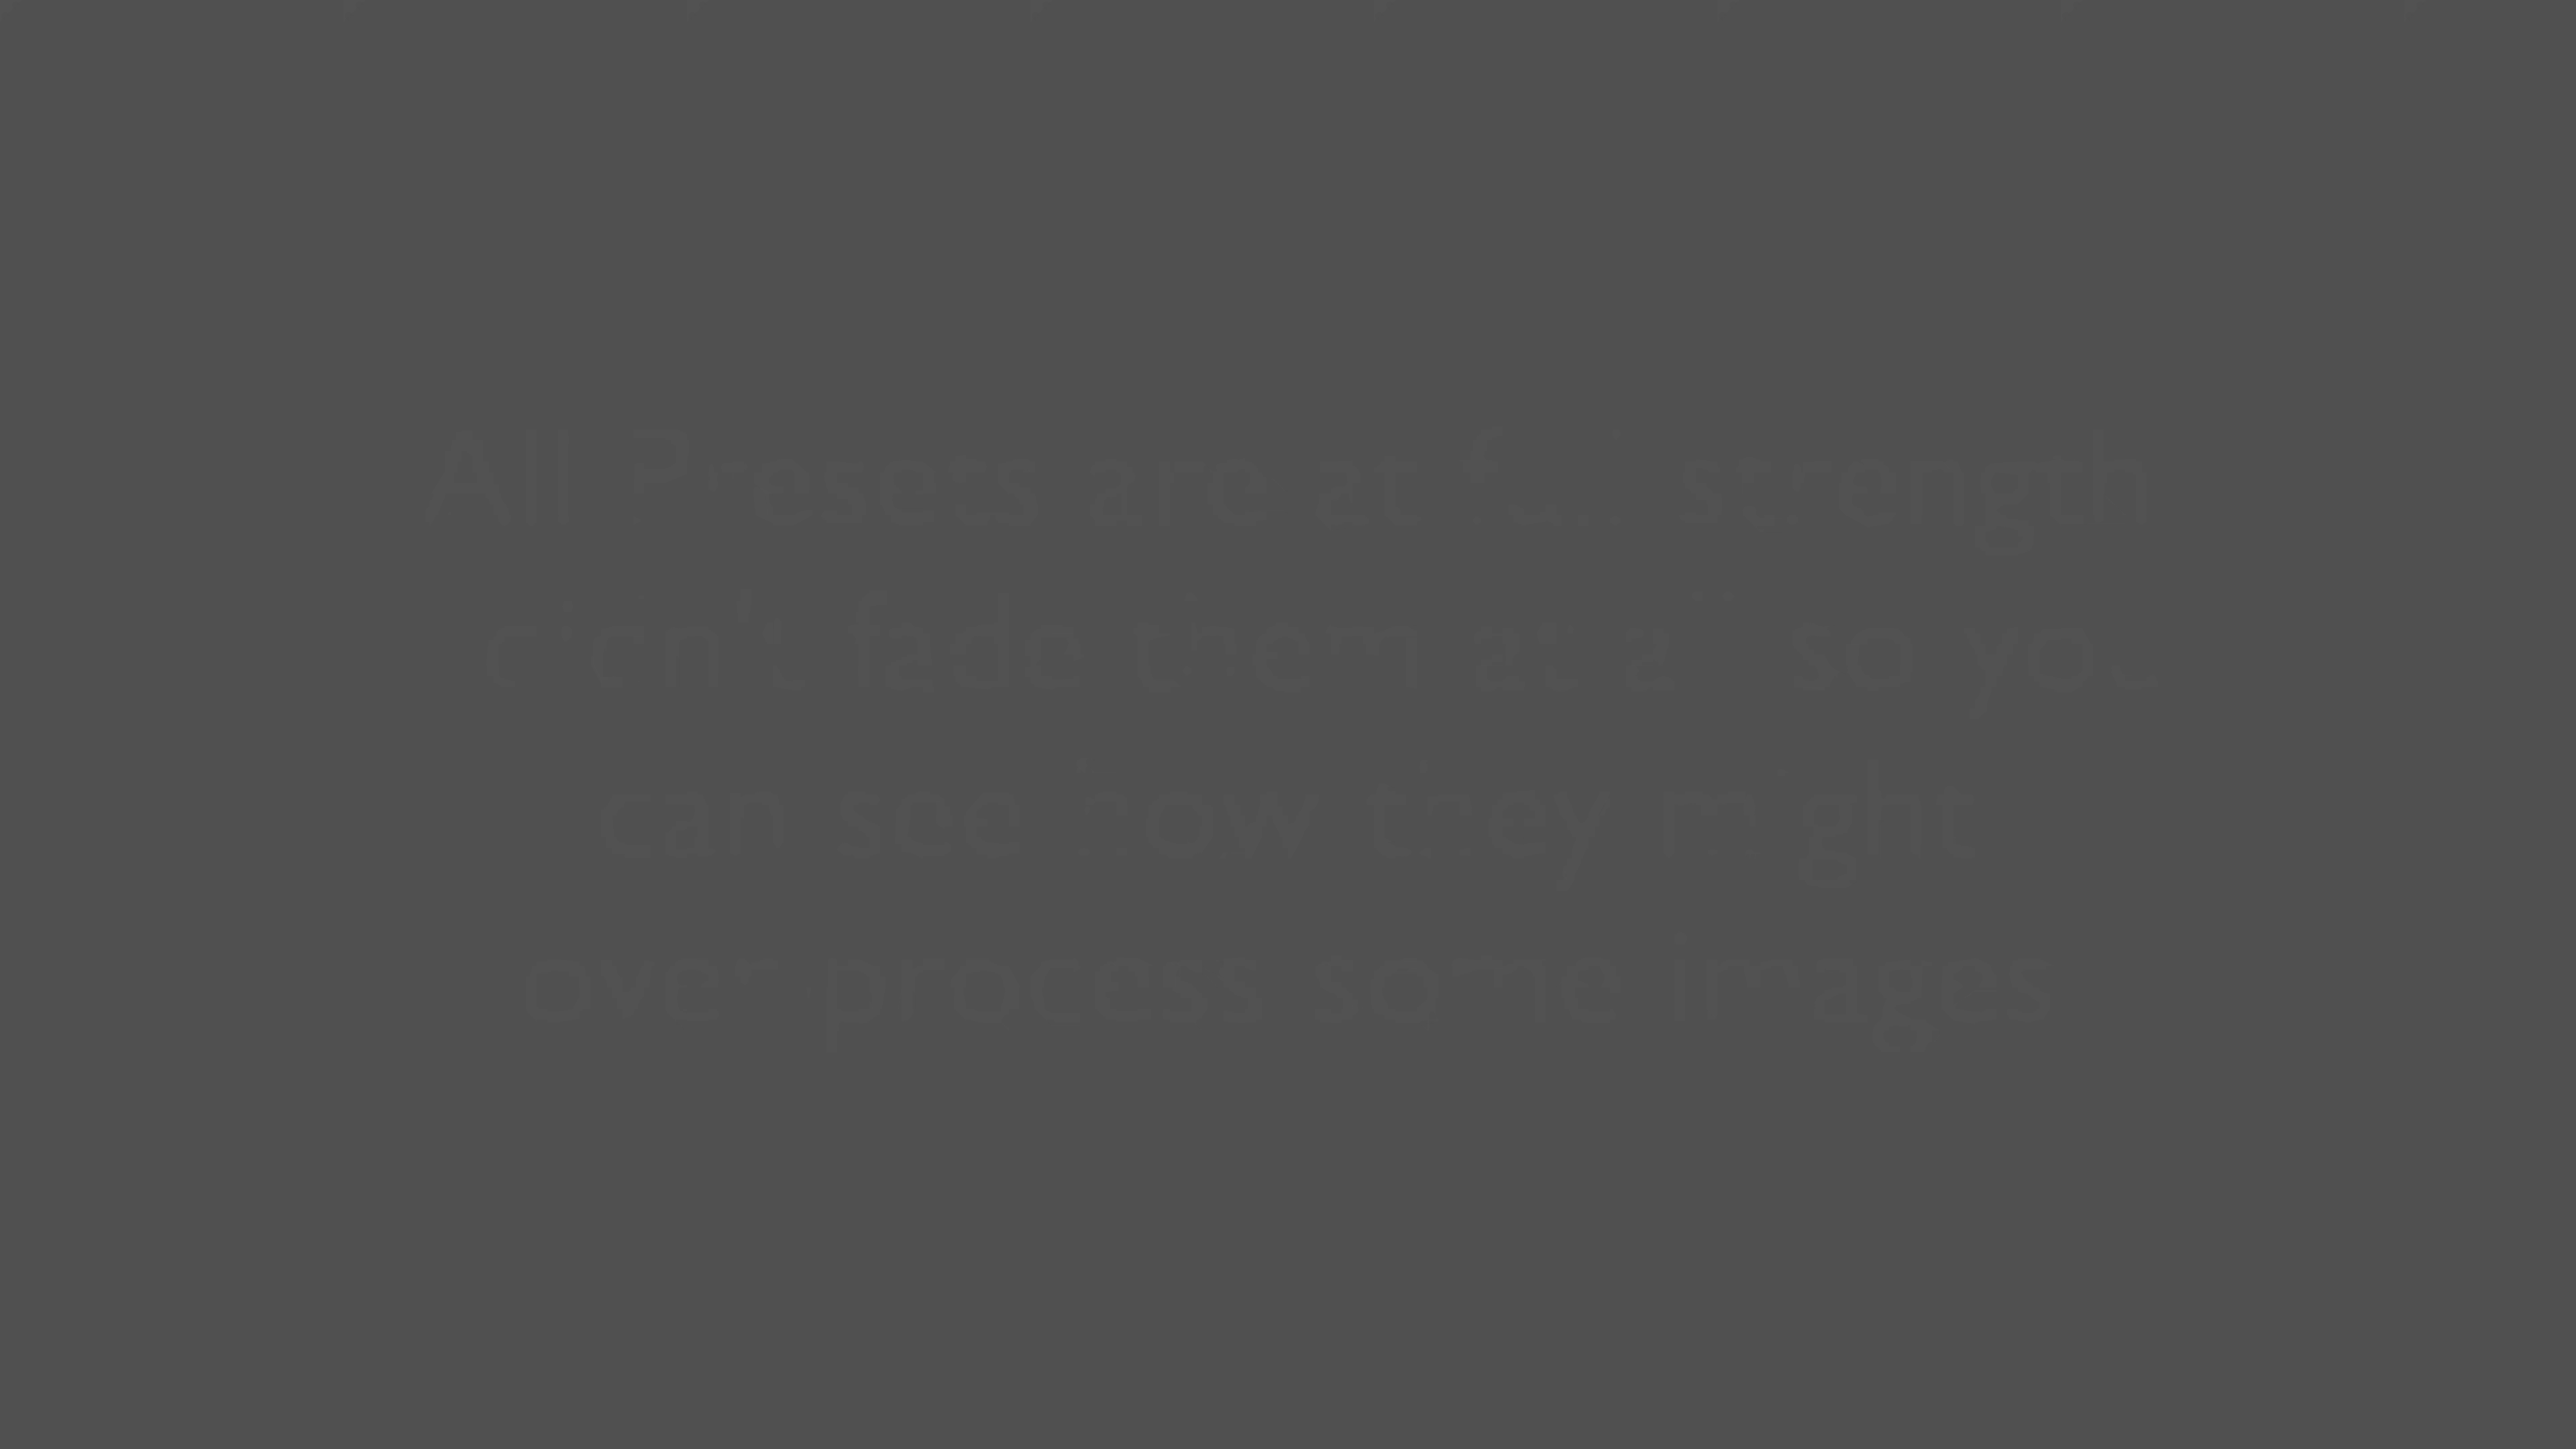 All Presets are at full strength
didn't fade them at all so you
can see how they might
over process some images